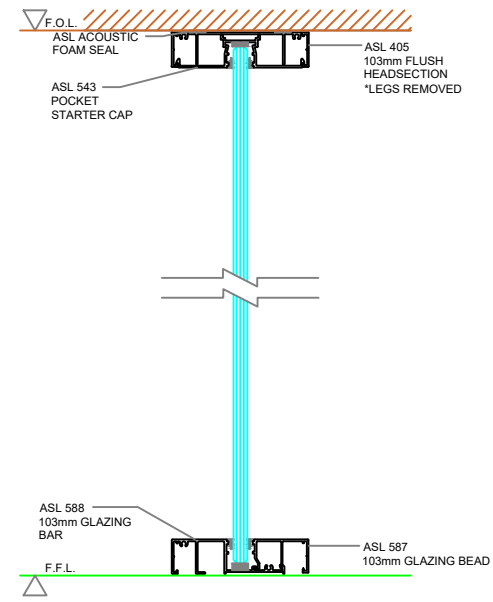 F.O.L.
ASL ACOUSTIC
FOAM SEAL
ASL 405
103mm FLUSH
HEADSECTION
*LEGS REMOVED
ASL 543
POCKET
STARTER CAP
ASL 588
103mm GLAZING
BAR
ASL 587
103mm GLAZING BEAD
F.F.L.